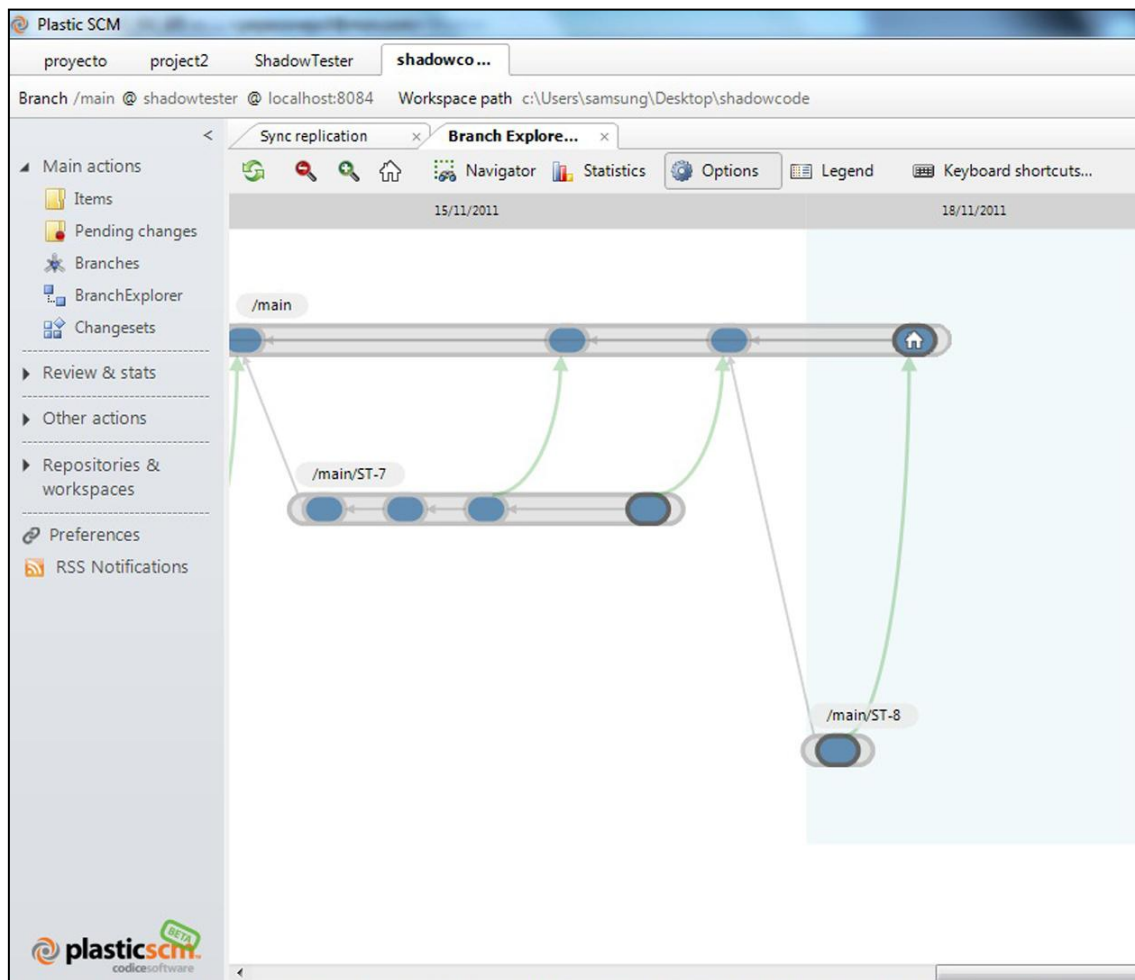 Plastic SCM
proyecto project2 ShadowTester shadowco ...
Branch /main @ shadowtester @ localhost:8084 Workspace path c:\Users\samsung\Desktop\shadowcode
<
Sync replication × Branch Explore... ×
Main actions
Items
Pending changes
Branches
BranchExplorer
Changesets
Review & stats
Other actions
Repositories &
workspaces
Preferences
RSS Notifications
Navigator Statistics Options Legend Keyboard shortcuts...
15/11/2011 18/11/2011
/main
/main/ST-7
/main/ST-8
BETA
plasticscm
codicesoftware